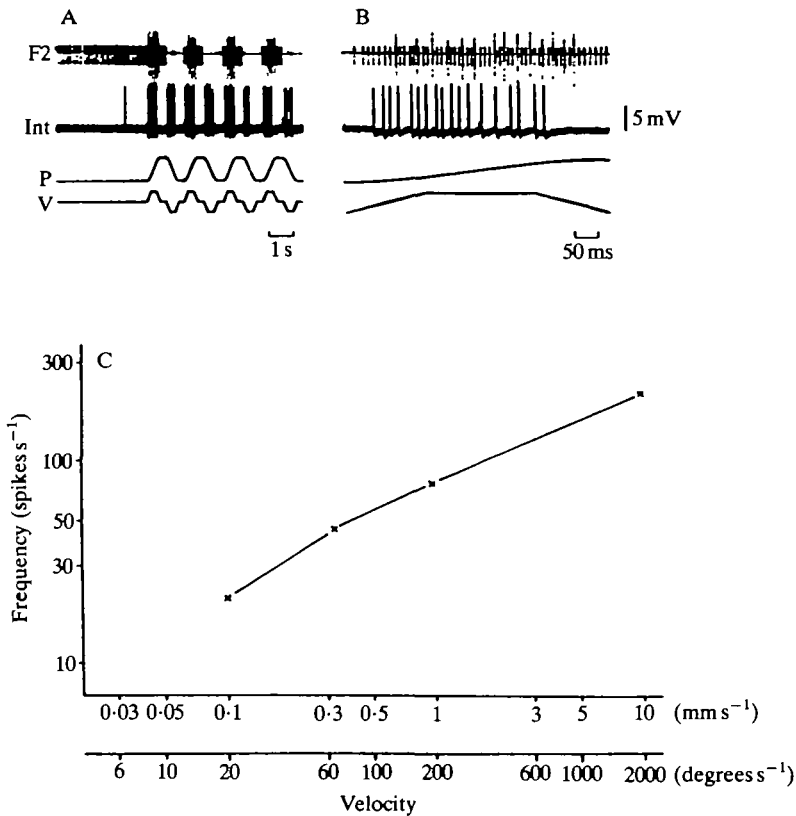 A
B
F2
Int
5 mV
P
V
1 s
50 ms
C
300
100
50
30
10
Frequency (spikes s⁻¹)
0·03 0·05 0·1 0·3 0·5 1 3 5 10 (mm s⁻¹)
6 10 20 60 100 200 600 1000 2000 (degrees s⁻¹)
Velocity